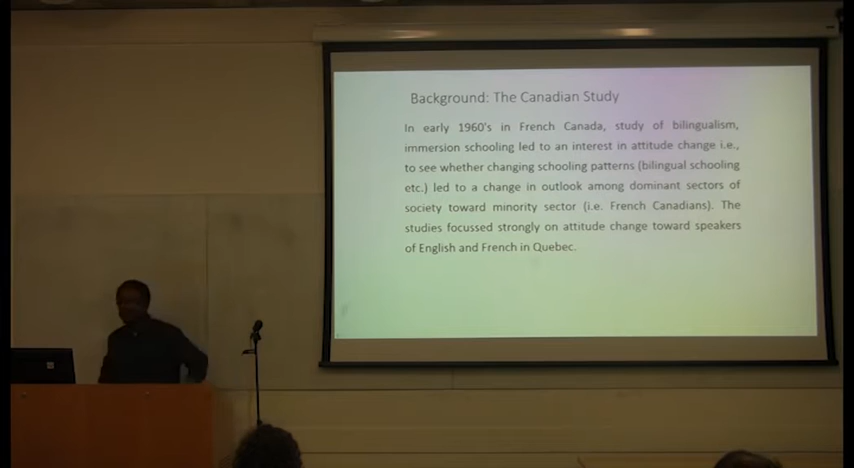 Background: The Canadian Study
In early 1960's in French Canada, study of bilingualism,
immersion schooling led to an interest in attitude change i.e.,
to see whether changing schooling patterns (bilingual schooling
etc.) led to a change in outlook among dominant sectors of
society toward minority sector (i.e. French Canadians). The
studies focussed strongly on attitude change toward speakers
of English and French in Quebec.